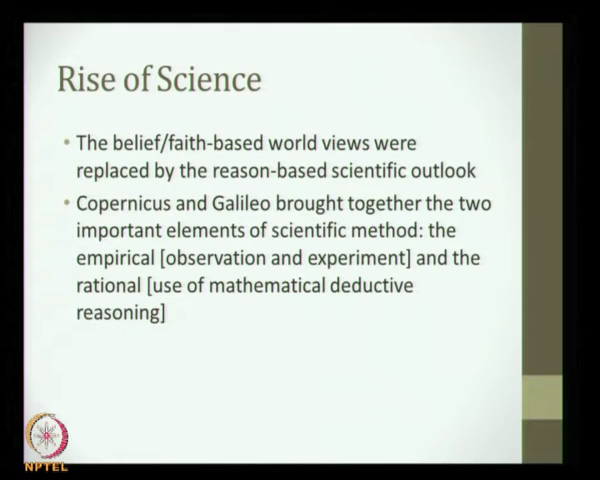 Rise of Science
• The belief/faith-based world views were
replaced by the reason-based scientific outlook
• Copernicus and Galileo brought together the two
important elements of scientific method: the
empirical [observation and experiment] and the
rational [use of mathematical deductive
reasoning]
NPTEL